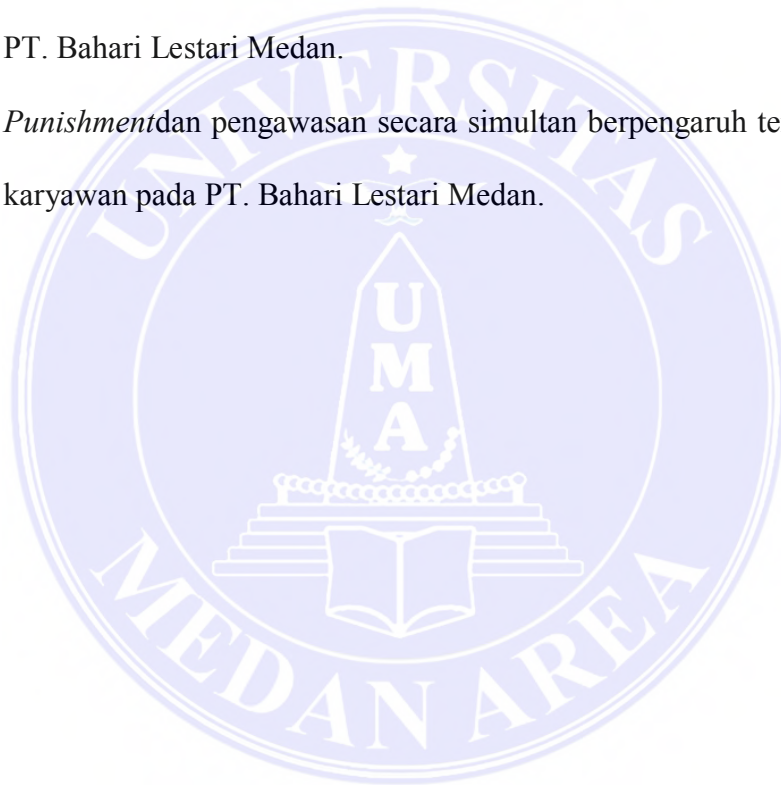 PT. Bahari Lestari Medan.
Punishmentdan pengawasan secara simultan berpengaruh te
karyawan pada PT. Bahari Lestari Medan.
UNIVERSITAS
UMA
MEDAN AREA